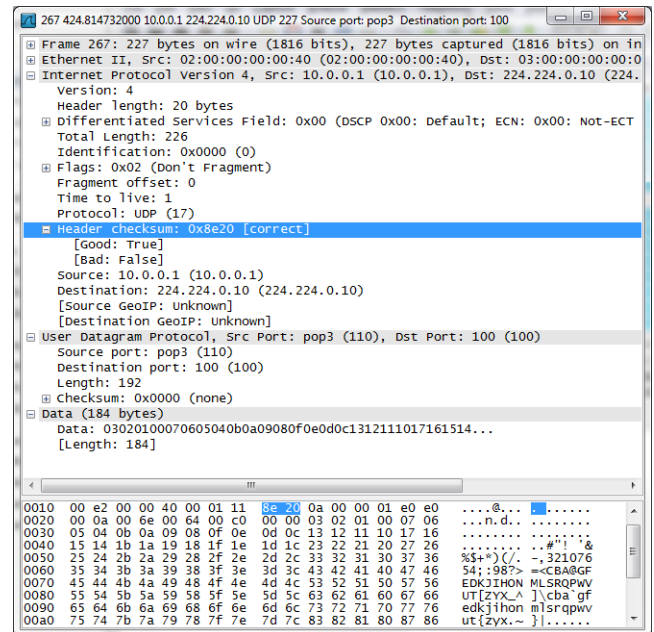 267 424.814732000 10.0.0.1 224.224.0.10 UDP 227 Source port: pop3 Destination port: 100
Frame 267: 227 bytes on wire (1816 bits), 227 bytes captured (1816 bits) on in
Ethernet II, Src: 02:00:00:00:00:40 (02:00:00:00:00:40), Dst: 03:00:00:00:00:0
Internet Protocol Version 4, Src: 10.0.0.1 (10.0.0.1), Dst: 224.224.0.10 (224.
Version: 4
Header length: 20 bytes
Differentiated Services Field: 0x00 (DSCP 0x00: Default; ECN: 0x00: Not-ECT
Total Length: 226
Identification: 0x0000 (0)
Flags: 0x02 (Don't Fragment)
Fragment offset: 0
Time to live: 1
Protocol: UDP (17)
Header checksum: 0x8e20 [correct]
[Good: True]
[Bad: False]
Source: 10.0.0.1 (10.0.0.1)
Destination: 224.224.0.10 (224.224.0.10)
[Source GeoIP: Unknown]
[Destination GeoIP: Unknown]
User Datagram Protocol, Src Port: pop3 (110), Dst Port: 100 (100)
Source port: pop3 (110)
Destination port: 100 (100)
Length: 192
Checksum: 0x0000 (none)
Data (184 bytes)
Data: 03020100070605040b0a09080f0e0d0c1312111017161514...
[Length: 184]
0010 00 e2 00 00 40 00 01 11 8e 20 0a 00 00 01 e0 e0 ....@... . ......
0020 00 0a 00 6e 00 64 00 c0 00 00 03 02 01 00 07 06 ...n.d.. ........
0030 05 04 0b 0a 09 08 0f 0e 0d 0c 13 12 11 10 17 16 ........ ........
0040 15 14 1b 1a 19 18 1f 1e 1d 1c 23 22 21 20 27 26 ........ ..#"! '&
0050 25 24 2b 2a 29 28 2f 2e 2d 2c 33 32 31 30 37 36 %$+*)(/. -,321076
0060 35 34 3b 3a 39 38 3f 3e 3d 3c 43 42 41 40 47 46 54;:98?> =<CBA@GF
0070 45 44 4b 4a 49 48 4f 4e 4d 4c 53 52 51 50 57 56 EDKJIHON MLSRQPWV
0080 55 54 5b 5a 59 58 5f 5e 5d 5c 63 62 61 60 67 66 UT[ZYX_^ ]\cba`gf
0090 65 64 6b 6a 69 68 6f 6e 6d 6c 73 72 71 70 77 76 edkjihon mlsrqpwv
00a0 75 74 7b 7a 79 78 7f 7e 7d 7c 83 82 81 80 87 86 ut{zyx.~ }|......